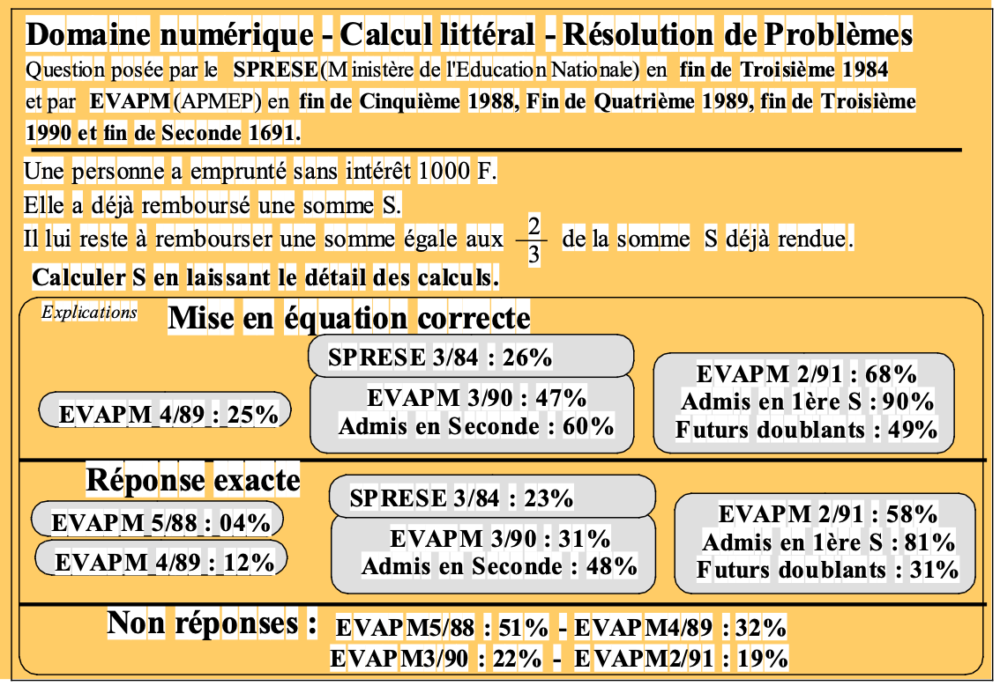 Domaine numérique - Calcul littéral - Résolution de Problèmes
Question posée par le SPRESE(Ministère de l'Education Nationale) en fin de Troisième 1984
et par EVAPM(APMEP) en fin de Cinquième 1988, Fin de Quatrième 1989, fin de Troisième
1990 et fin de Seconde 1691.
Une personne a emprunté sans intérêt 1000 F.
Elle a déjà remboursé une somme S.
Il lui reste à rembourser une somme égale aux 2/3 de la somme S déjà rendue.
Calculer S en laissant le détail des calculs.
Explications Mise en équation correcte
SPRESE 3/84 : 26%
EVAPM 4/89 : 25%
EVAPM 3/90 : 47%
Admis en Seconde : 60%
EVAPM 2/91 : 68%
Admis en 1ère S : 90%
Futurs doublants : 49%
Réponse exacte
EVAPM 5/88 : 04%
EVAPM 4/89 : 12%
SPRESE 3/84 : 23%
EVAPM 3/90 : 31%
Admis en Seconde : 48%
EVAPM 2/91 : 58%
Admis en 1ère S : 81%
Futurs doublants : 31%
Non réponses : EVAPM5/88 : 51% - EVAPM4/89 : 32%
EVAPM3/90 : 22% - EVAPM2/91 : 19%